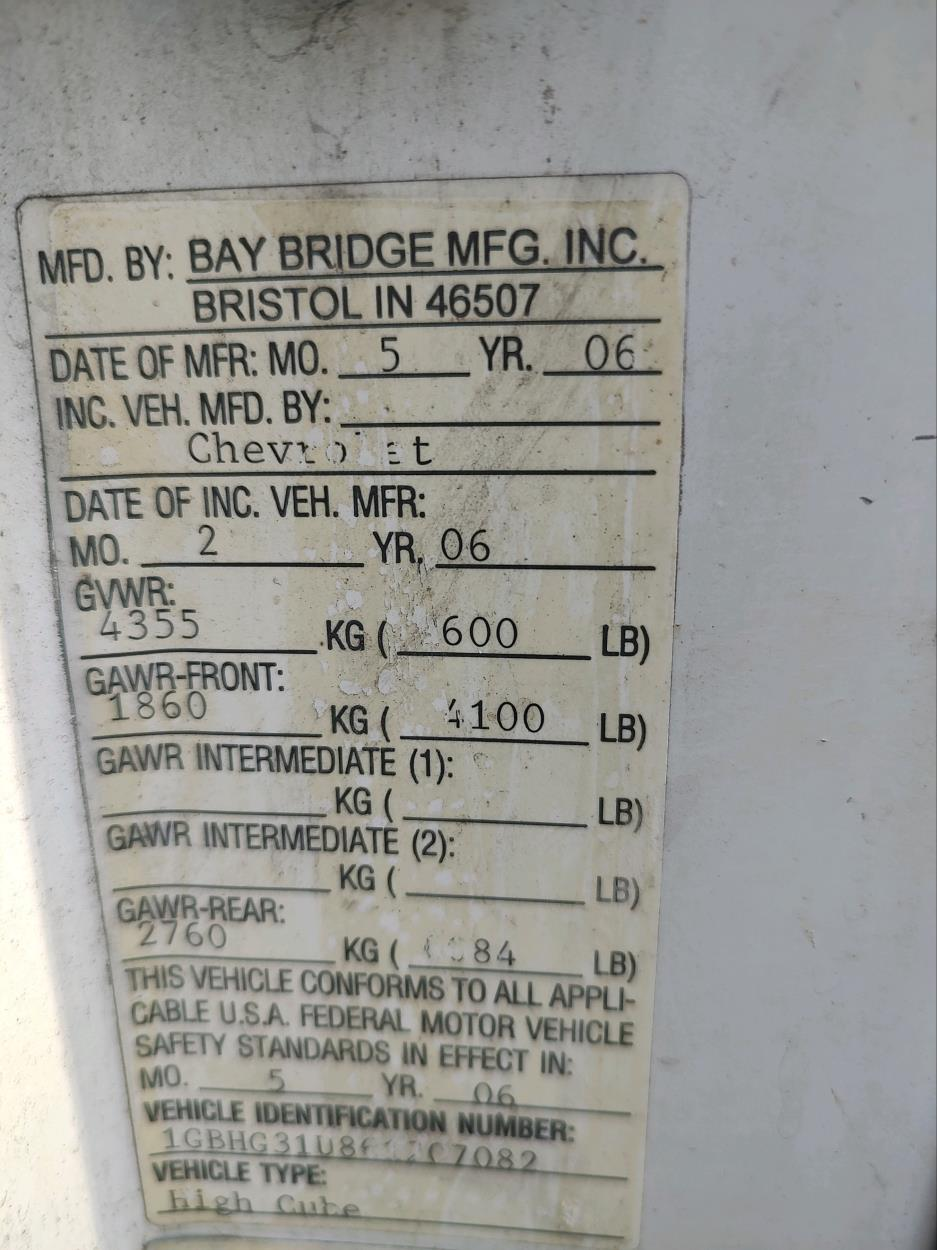 MFD. BY: BAY BRIDGE MFG. INC.
BRISTOL IN 46507
DATE OF MFR: MO. 5 YR. 06
INC. VEH. MFD. BY:
Chevrolet
DATE OF INC. VEH. MFR:
MO. 2 YR. 06
GVWR:
4355 KG ( LB)
GAWR-FRONT:
1860 KG ( 4100 LB)
GAWR INTERMEDIATE (1):
KG ( LB)
GAWR INTERMEDIATE (2):
KG ( LB)
GAWR-REAR:
2760 KG ( LB)
THIS VEHICLE CONFORMS TO ALL APPLI-
CABLE U.S.A. FEDERAL MOTOR VEHICLE
SAFETY STANDARDS IN EFFECT IN:
MO. 5 YR. 06
VEHICLE IDENTIFICATION NUMBER:
VEHICLE TYPE:
High Cube